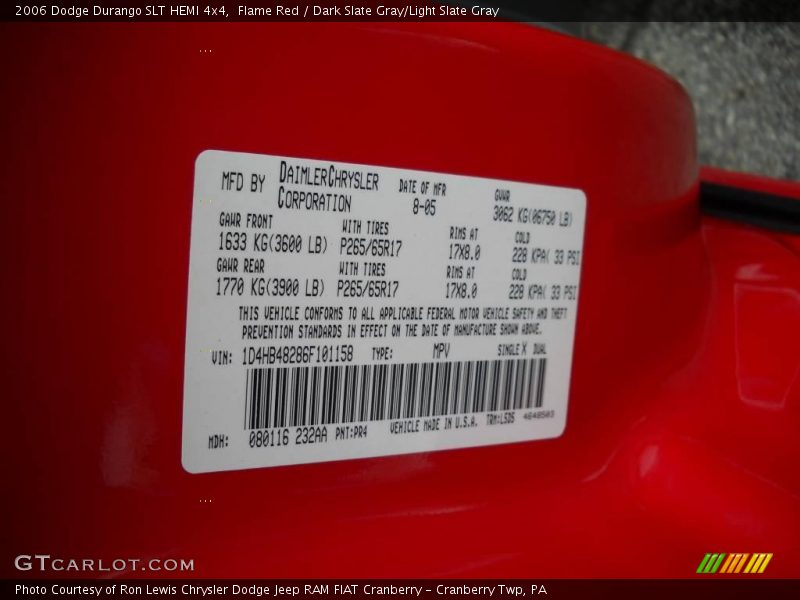 2006 Dodge Durango SLT HEMI 4x4,  Flame Red / Dark Slate Gray/Light Slate Gray
MFD BY DAIMLERCHRYSLER CORPORATION DATE OF MFR 8-05 GVWR 3062 KG(06750 LB)
GAWR FRONT WITH TIRES RIMS AT COLD
1633 KG(3600 LB) P265/65R17 17X8.0 228 KPA( 33 PSI
GAWR REAR WITH TIRES RIMS AT COLD
1770 KG(3900 LB) P265/65R17 17X8.0 228 KPA( 33 PSI
THIS VEHICLE CONFORMS TO ALL APPLICABLE FEDERAL MOTOR VEHICLE SAFETY AND THEFT
PREVENTION STANDARDS IN EFFECT ON THE DATE OF MANUFACTURE SHOWN ABOVE.
VIN: 1D4HB48286F101158 TYPE: MPV SINGLE X DUAL
MDH: 080116 232AA PNT:PR4 VEHICLE MADE IN U.S.A. TRM:L5D5 4648503
GTCARLOT.COM
Photo Courtesy of Ron Lewis Chrysler Dodge Jeep RAM FIAT Cranberry - Cranberry Twp, PA